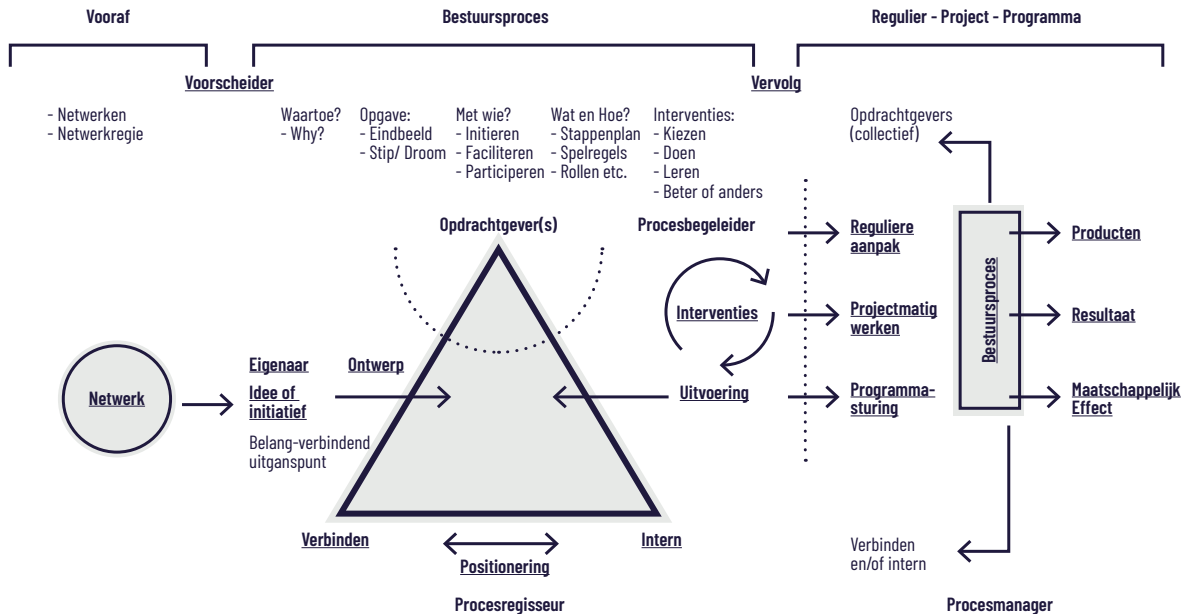 Vooraf
Bestuursproces
Regulier - Project - Programma
Voorscheider
Vervolg
- Netwerken
- Netwerkregie
Waartoe?
- Why?
Opgave:
- Eindbeeld
- Stip/ Droom
Met wie?
- Initieren
- Faciliteren
- Participeren
Wat en Hoe?
- Stappenplan
- Spelregels
- Rollen etc.
Interventies:
- Kiezen
- Doen
- Leren
- Beter of anders
Opdrachtgevers
(collectief)
Opdrachtgever(s)
Procesbegeleider
Reguliere
aanpak
Producten
Interventies
Projectmatig
werken
Bestuursproces
Resultaat
Netwerk
Eigenaar
Idee of
initiatief
Belang-verbindend
uitganspunt
Ontwerp
Uitvoering
Programma-
sturing
Maatschappelijk
Effect
Verbinden
Positionering
Intern
Verbinden
en/of intern
Procesregisseur
Procesmanager